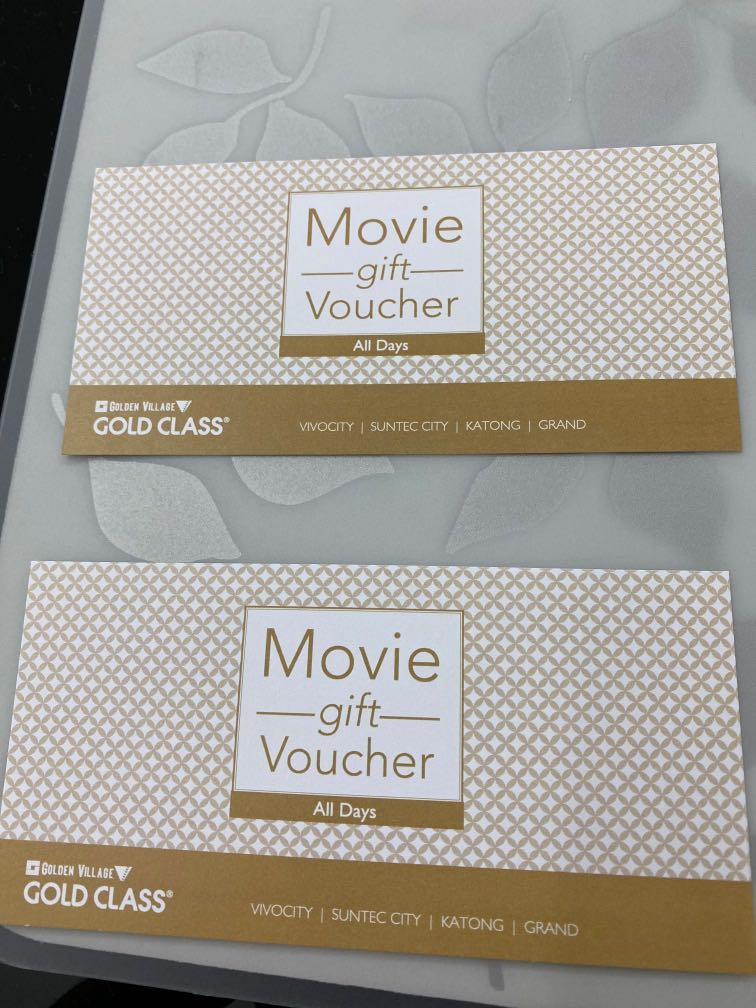 Movie
gift
Voucher
All Days
GOLDEN VILLAGE
GOLD CLASS®
VIVOCITY | SUNTEC CITY | KATONG | GRAND
Movie
gift
Voucher
All Days
GOLDEN VILLAGE
GOLD CLASS®
VIVOCITY | SUNTEC CITY | KATONG | GRAND